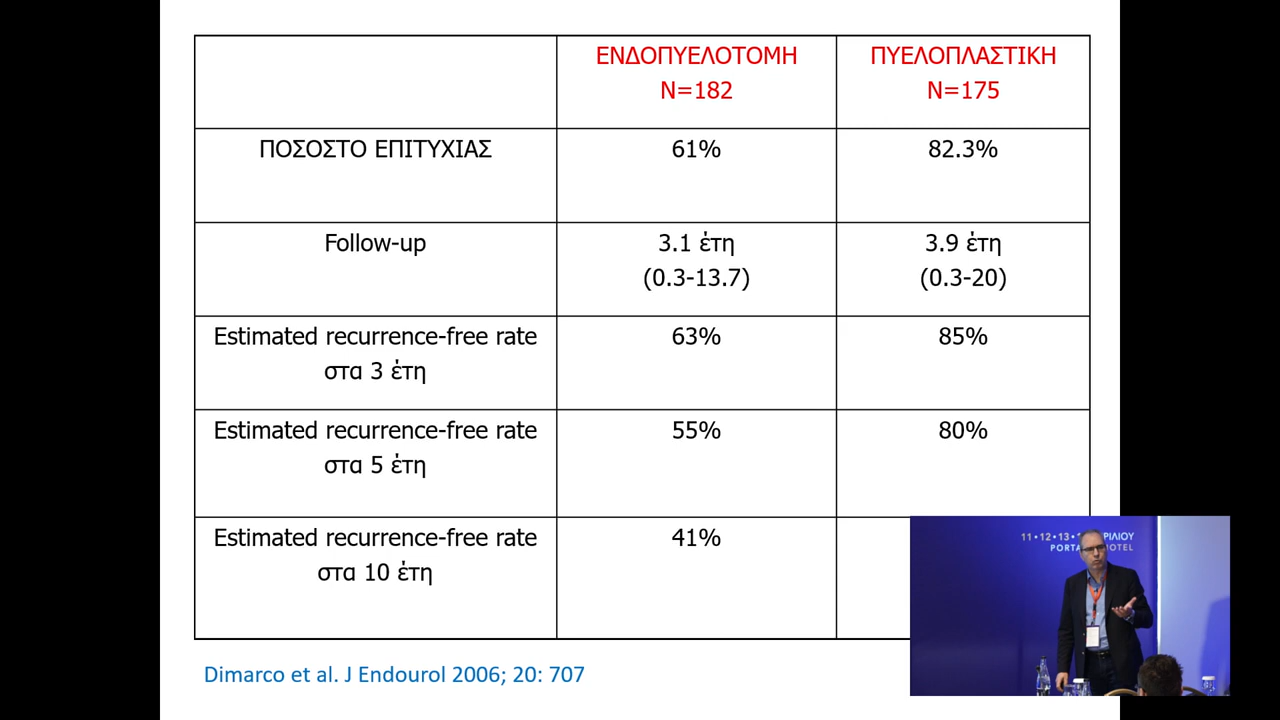 ΕΝΔΟΠΥΕΛΟΤΟΜΗ
N=182
ΠΥΕΛΟΠΛΑΣΤΙΚΗ
N=175
ΠΟΣΟΣΤΟ ΕΠΙΤΥΧΙΑΣ
61%
82.3%
Follow-up
3.1 έτη
(0.3-13.7)
3.9 έτη
(0.3-20)
Estimated recurrence-free rate
στα 3 έτη
63%
85%
Estimated recurrence-free rate
στα 5 έτη
55%
80%
Estimated recurrence-free rate
στα 10 έτη
41%
Dimarco et al. J Endourol 2006; 20: 707
11•12•13•